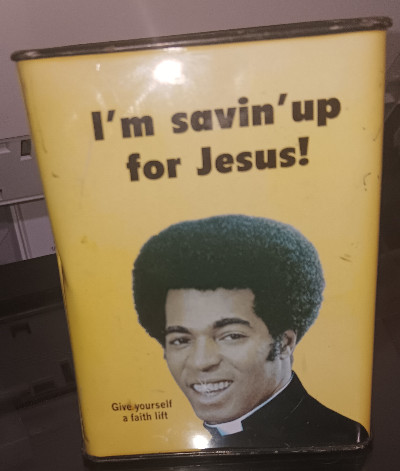 I'm savin' up
for Jesus!
Give yourself
a faith lift